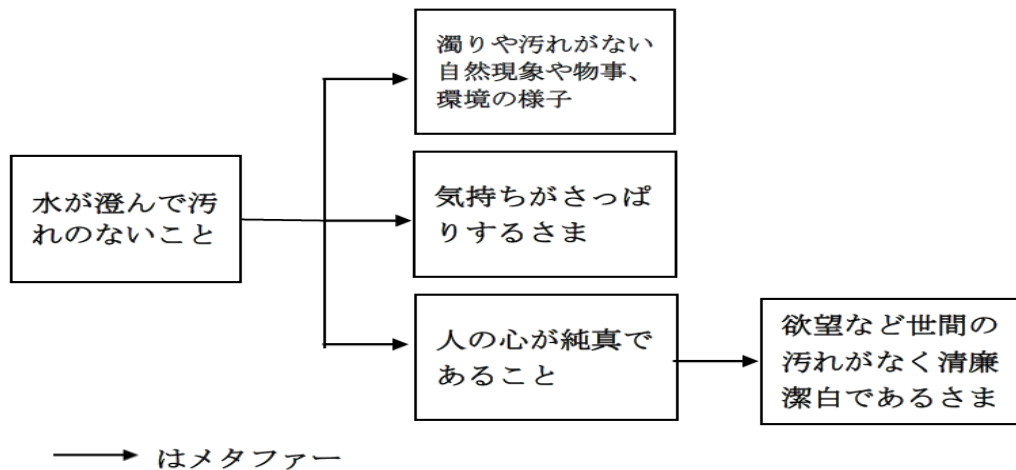 水が澄んで汚
れのないこと
濁りや汚れがない
自然現象や物事、
環境の様子
気持ちがさっぱ
りするさま
人の心が純真で
あること
欲望など世間の
汚れがなく清廉
潔白であるさま
はメタファー